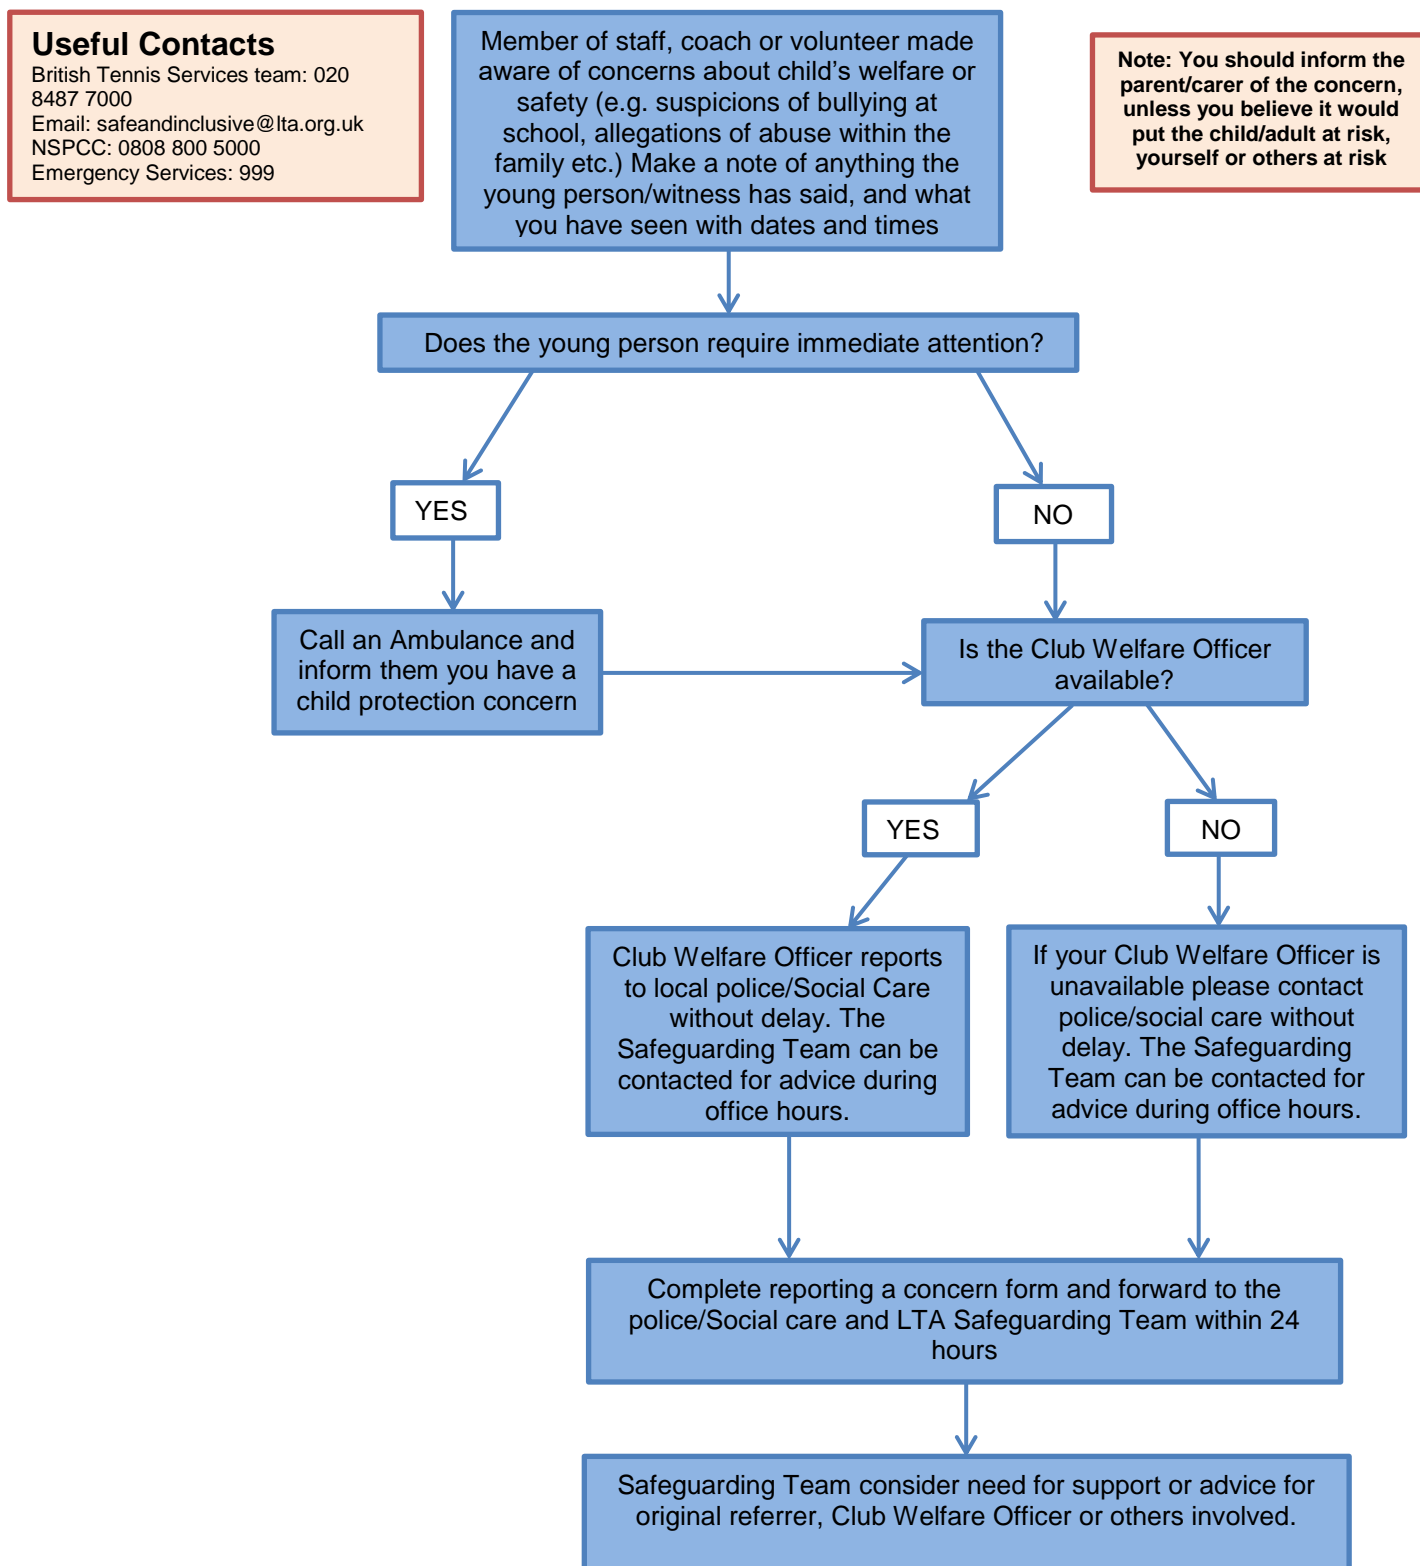 Useful Contacts
British Tennis Services team: 020
8487 7000
Email: safeandinclusive@lta.org.uk
NSPCC: 0808 800 5000
Emergency Services: 999
Member of staff, coach or volunteer made
aware of concerns about child's welfare or
safety (e.g. suspicions of bullying at
school, allegations of abuse within the
family etc.) Make a note of anything the
young person/witness has said, and what
you have seen with dates and times
Note: You should inform the
parent/carer of the concern,
unless you believe it would
put the child/adult at risk,
yourself or others at risk
Does the young person require immediate attention?
YES
NO
Call an Ambulance and
inform them you have a
child protection concern
Is the Club Welfare Officer
available?
YES
NO
Club Welfare Officer reports
to local police/Social Care
without delay. The
Safeguarding Team can be
contacted for advice during
office hours.
If your Club Welfare Officer is
unavailable please contact
police/social care without
delay. The Safeguarding
Team can be contacted for
advice during office hours.
Complete reporting a concern form and forward to the
police/Social care and LTA Safeguarding Team within 24
hours
Safeguarding Team consider need for support or advice for
original referrer, Club Welfare Officer or others involved.